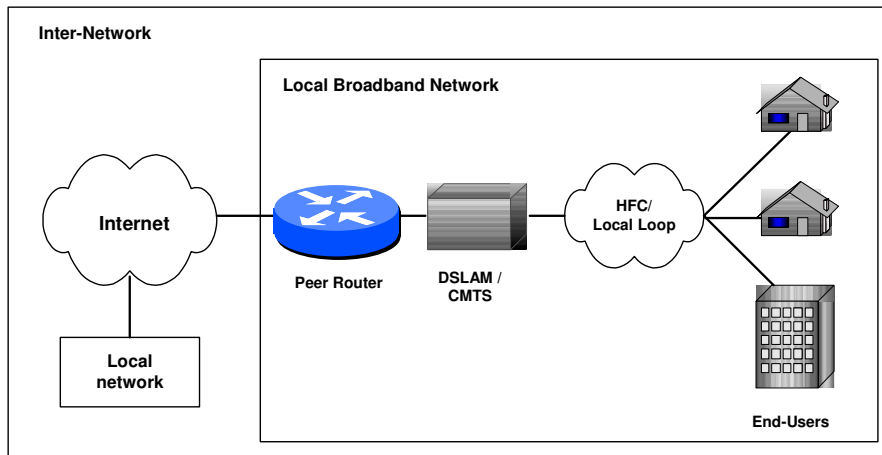 Inter-Network
Local Broadband Network
Internet
HFC/
Local Loop
Peer Router
DSLAM /
CMTS
Local
network
End-Users